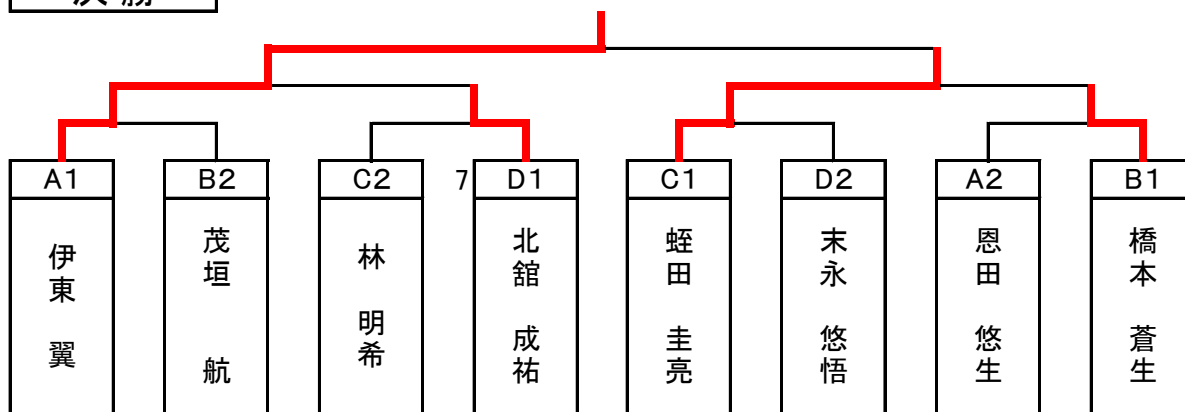 決勝
A1
B2
C2
7
D1
C1
D2
A2
B1
伊東 翼
茂垣 航
林 明希
北舘 成祐
蛭田 圭亮
末永 悠悟
恩田 悠生
橋本 蒼生